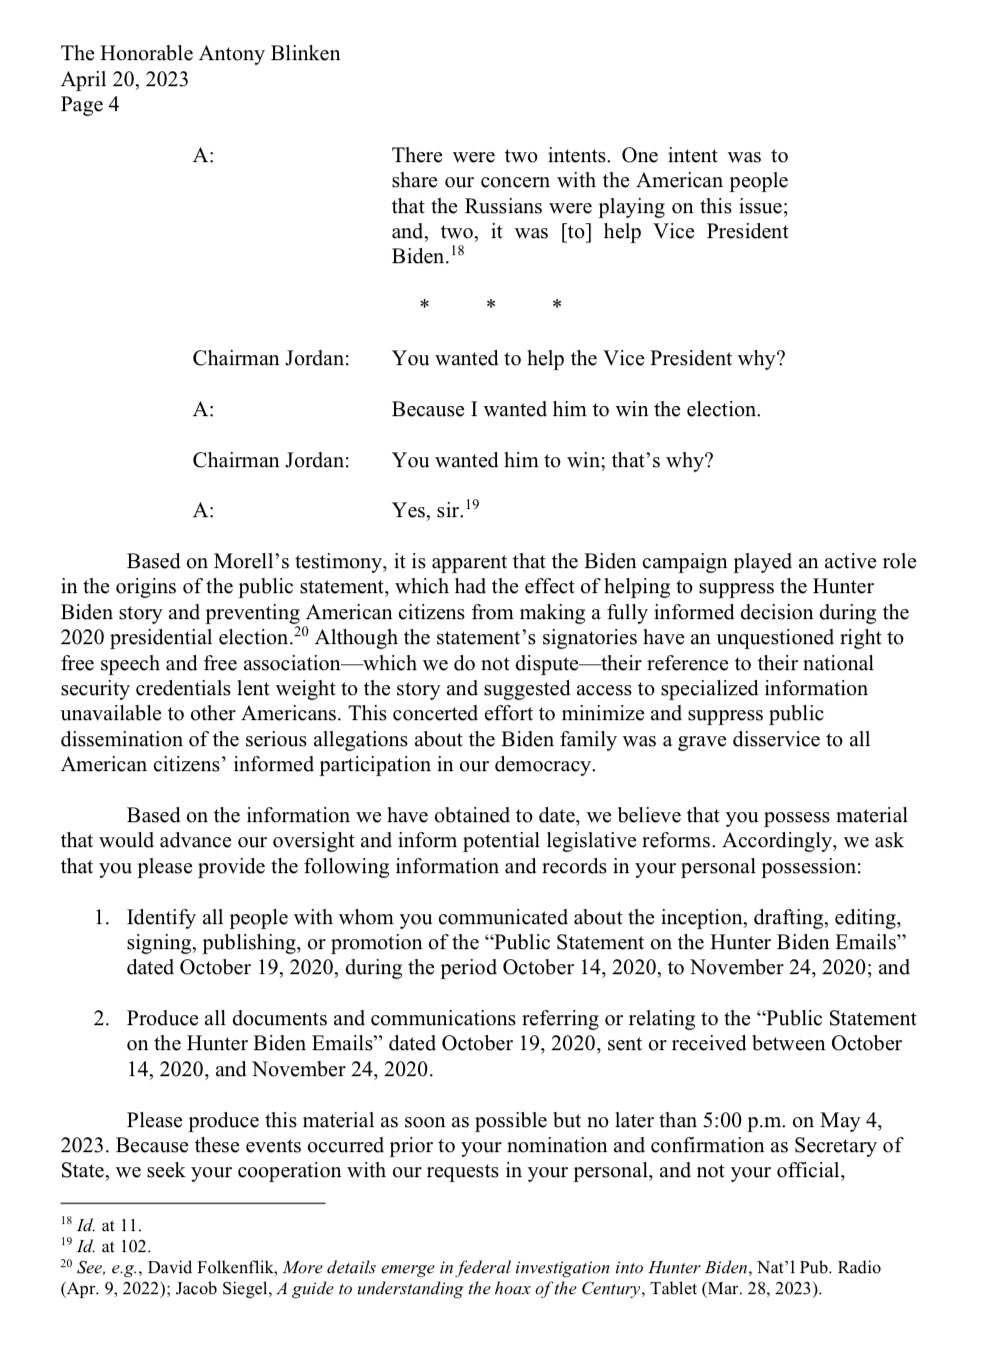 The Honorable Antony Blinken
April 20, 2023
Page 4
A: There were two intents. One intent was to
share our concern with the American people
that the Russians were playing on this issue;
and, two, it was [to] help Vice President
Biden.18
* * *
Chairman Jordan: You wanted to help the Vice President why?
A: Because I wanted him to win the election.
Chairman Jordan: You wanted him to win; that’s why?
A: Yes, sir.19
Based on Morell’s testimony, it is apparent that the Biden campaign played an active role
in the origins of the public statement, which had the effect of helping to suppress the Hunter
Biden story and preventing American citizens from making a fully informed decision during the
2020 presidential election.20 Although the statement’s signatories have an unquestioned right to
free speech and free association—which we do not dispute—their reference to their national
security credentials lent weight to the story and suggested access to specialized information
unavailable to other Americans. This concerted effort to minimize and suppress public
dissemination of the serious allegations about the Biden family was a grave disservice to all
American citizens’ informed participation in our democracy.
Based on the information we have obtained to date, we believe that you possess material
that would advance our oversight and inform potential legislative reforms. Accordingly, we ask
that you please provide the following information and records in your personal possession:
1. Identify all people with whom you communicated about the inception, drafting, editing,
signing, publishing, or promotion of the “Public Statement on the Hunter Biden Emails”
dated October 19, 2020, during the period October 14, 2020, to November 24, 2020; and
2. Produce all documents and communications referring or relating to the “Public Statement
on the Hunter Biden Emails” dated October 19, 2020, sent or received between October
14, 2020, and November 24, 2020.
Please produce this material as soon as possible but no later than 5:00 p.m. on May 4,
2023. Because these events occurred prior to your nomination and confirmation as Secretary of
State, we seek your cooperation with our requests in your personal, and not your official,
18 Id. at 11.
19 Id. at 102.
20 See, e.g., David Folkenflik, More details emerge in federal investigation into Hunter Biden, Nat’l Pub. Radio
(Apr. 9, 2022); Jacob Siegel, A guide to understanding the hoax of the Century, Tablet (Mar. 28, 2023).